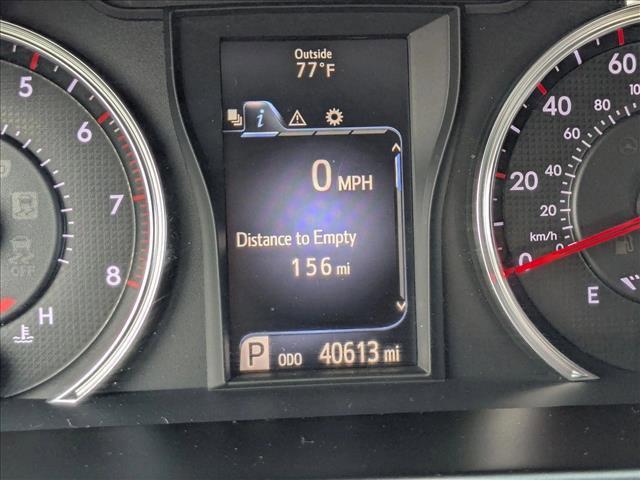 Outside
77°F
i
0 MPH
Distance to Empty
156 mi
P ODO 40613 mi
5
6
7
8
H
OFF
60
40
20
0
80
60
40
20
0
km/h
E